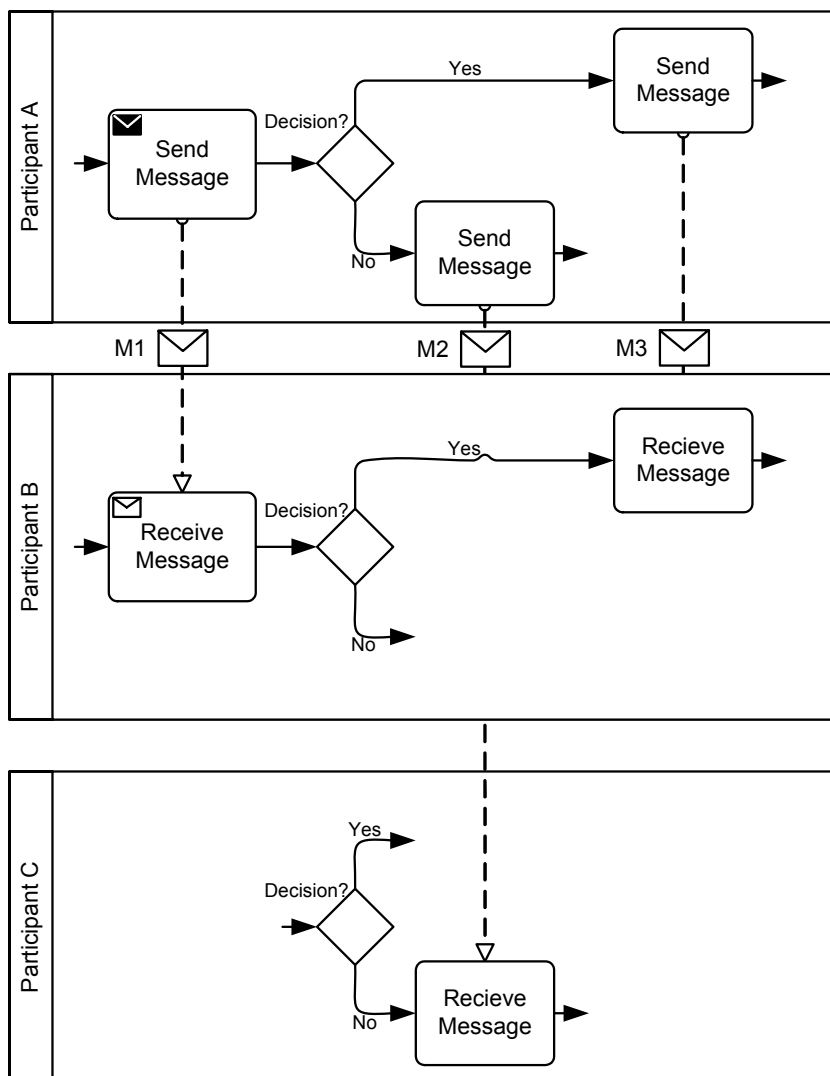 Participant A
Yes
Send
Message
Decision?
Send
Message
Send
Message
No
M1
M2
M3
Participant B
Yes
Recieve
Message
Decision?
Receive
Message
No
Participant C
Yes
Decision?
Recieve
Message
No